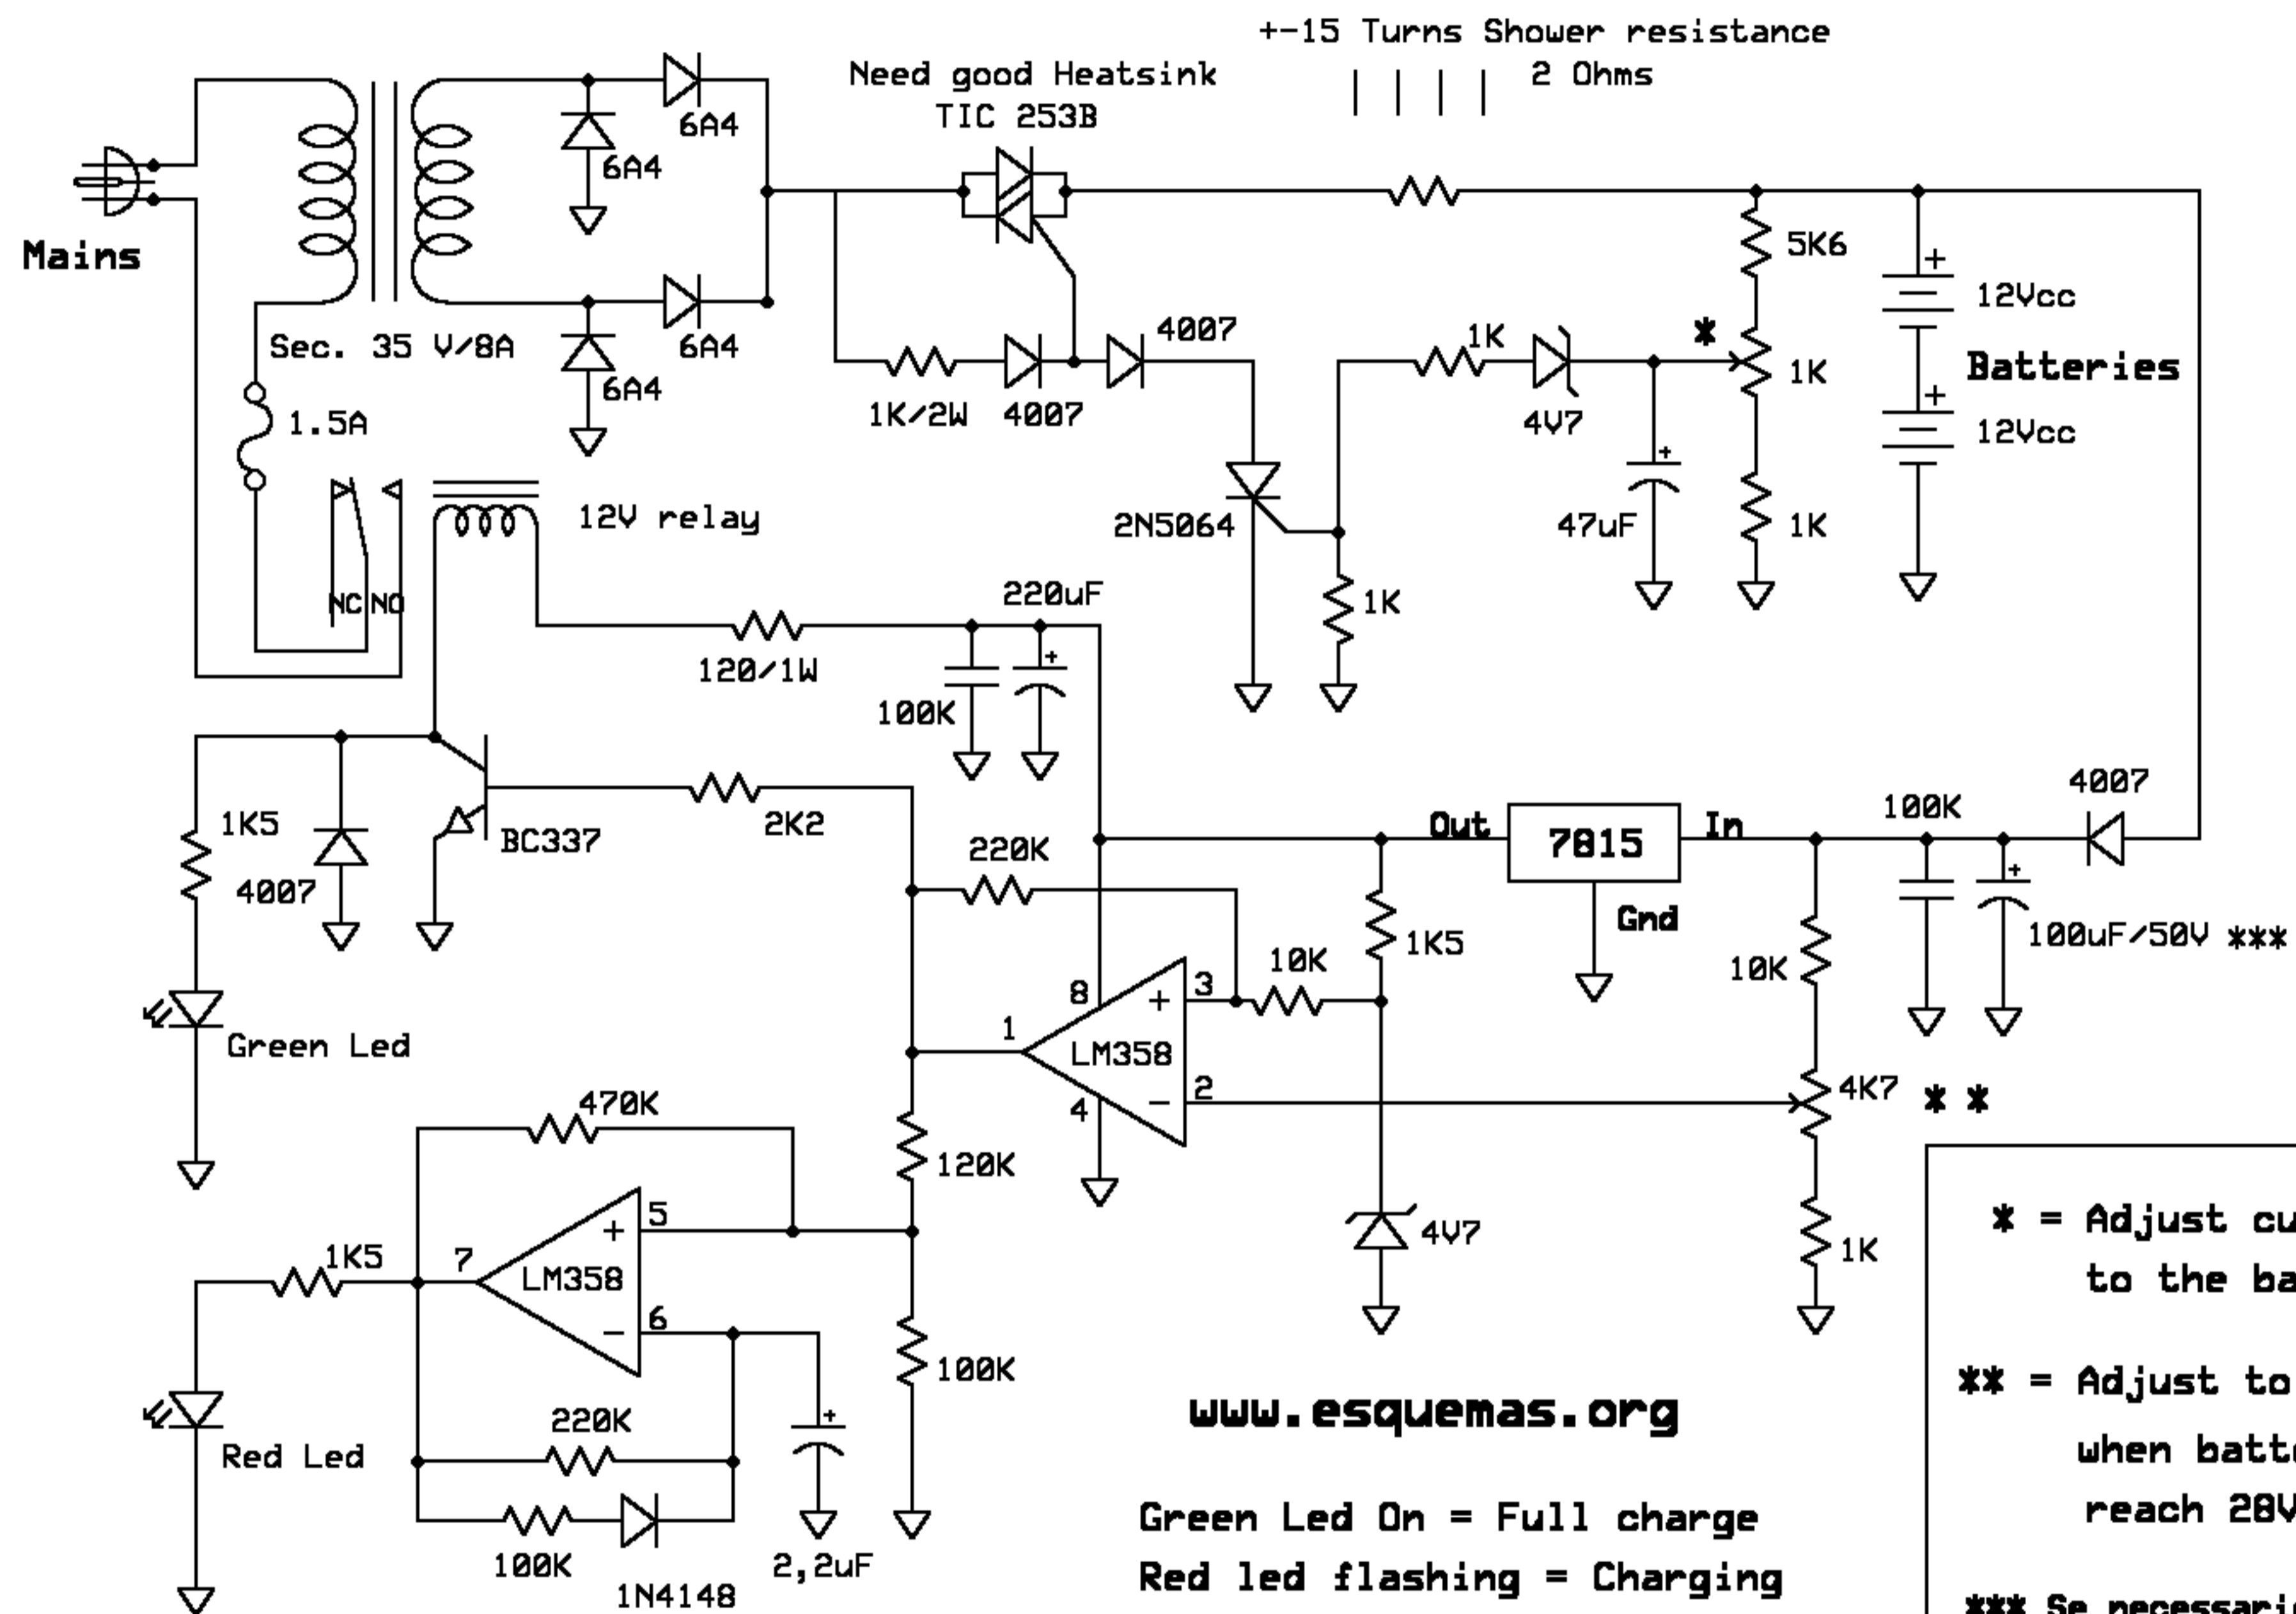 +-15 Turns Shower resistance
2 Ohms
Need good Heatsink
TIC 253B
6A4
6A4
Mains
5K6
12Vcc
4007
1K
*
Sec. 35 V/8A
6A4
6A4
1K
Batteries
1.5A
1K/2W
4007
4V7
12Vcc
12V relay
2N5064
47uF
1K
NC
NO
220uF
1K
120/1W
100K
4007
1K5
2K2
BC337
Out
7815
In
100K
4007
220K
Gnd
100uF/50V ***
1K5
10K
10K
8
3
+
1
LM358
Green Led
2
-
4
4K7
**
470K
120K
5
+
4V7
* = Adjust cu
1K5
7
LM358
1K
to the ba
6
-
100K
** = Adjust to
www.esquemas.org
220K
+
Red Led
when batte
Green Led On = Full charge
reach 28V
100K
2,2uF
Red led flashing = Charging
1N4148
*** Se necessari